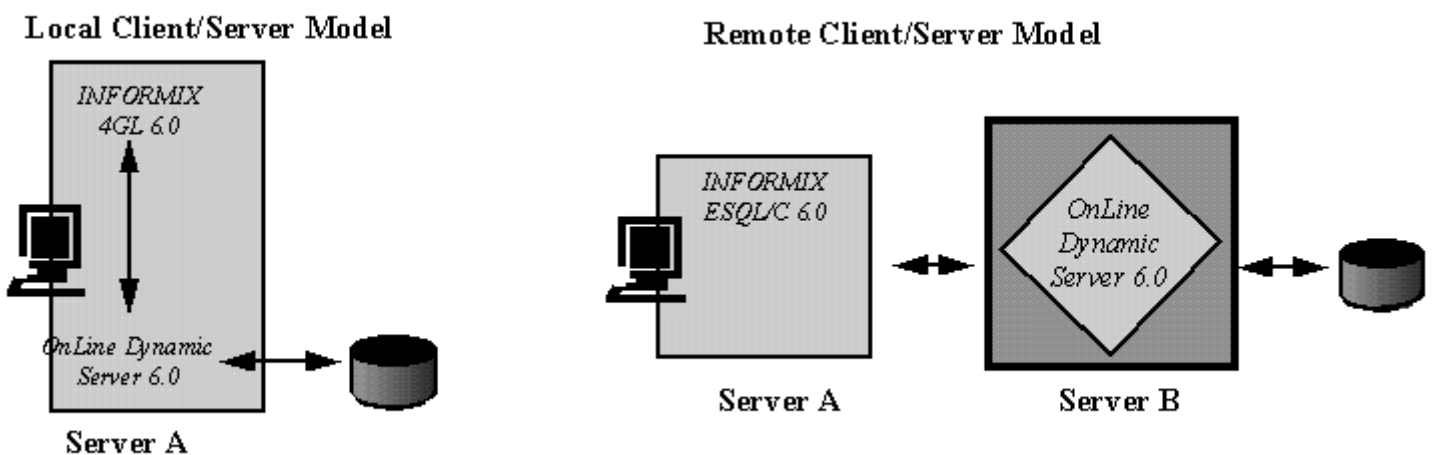 Local Client/Server Model
INFORMIX
4GL 6.0
OnLine Dynamic
Server 6.0
Server A
Remote Client/Server Model
INFORMIX
ESQL/C 6.0
Server A
OnLine
Dynamic
Server 6.0
Server B